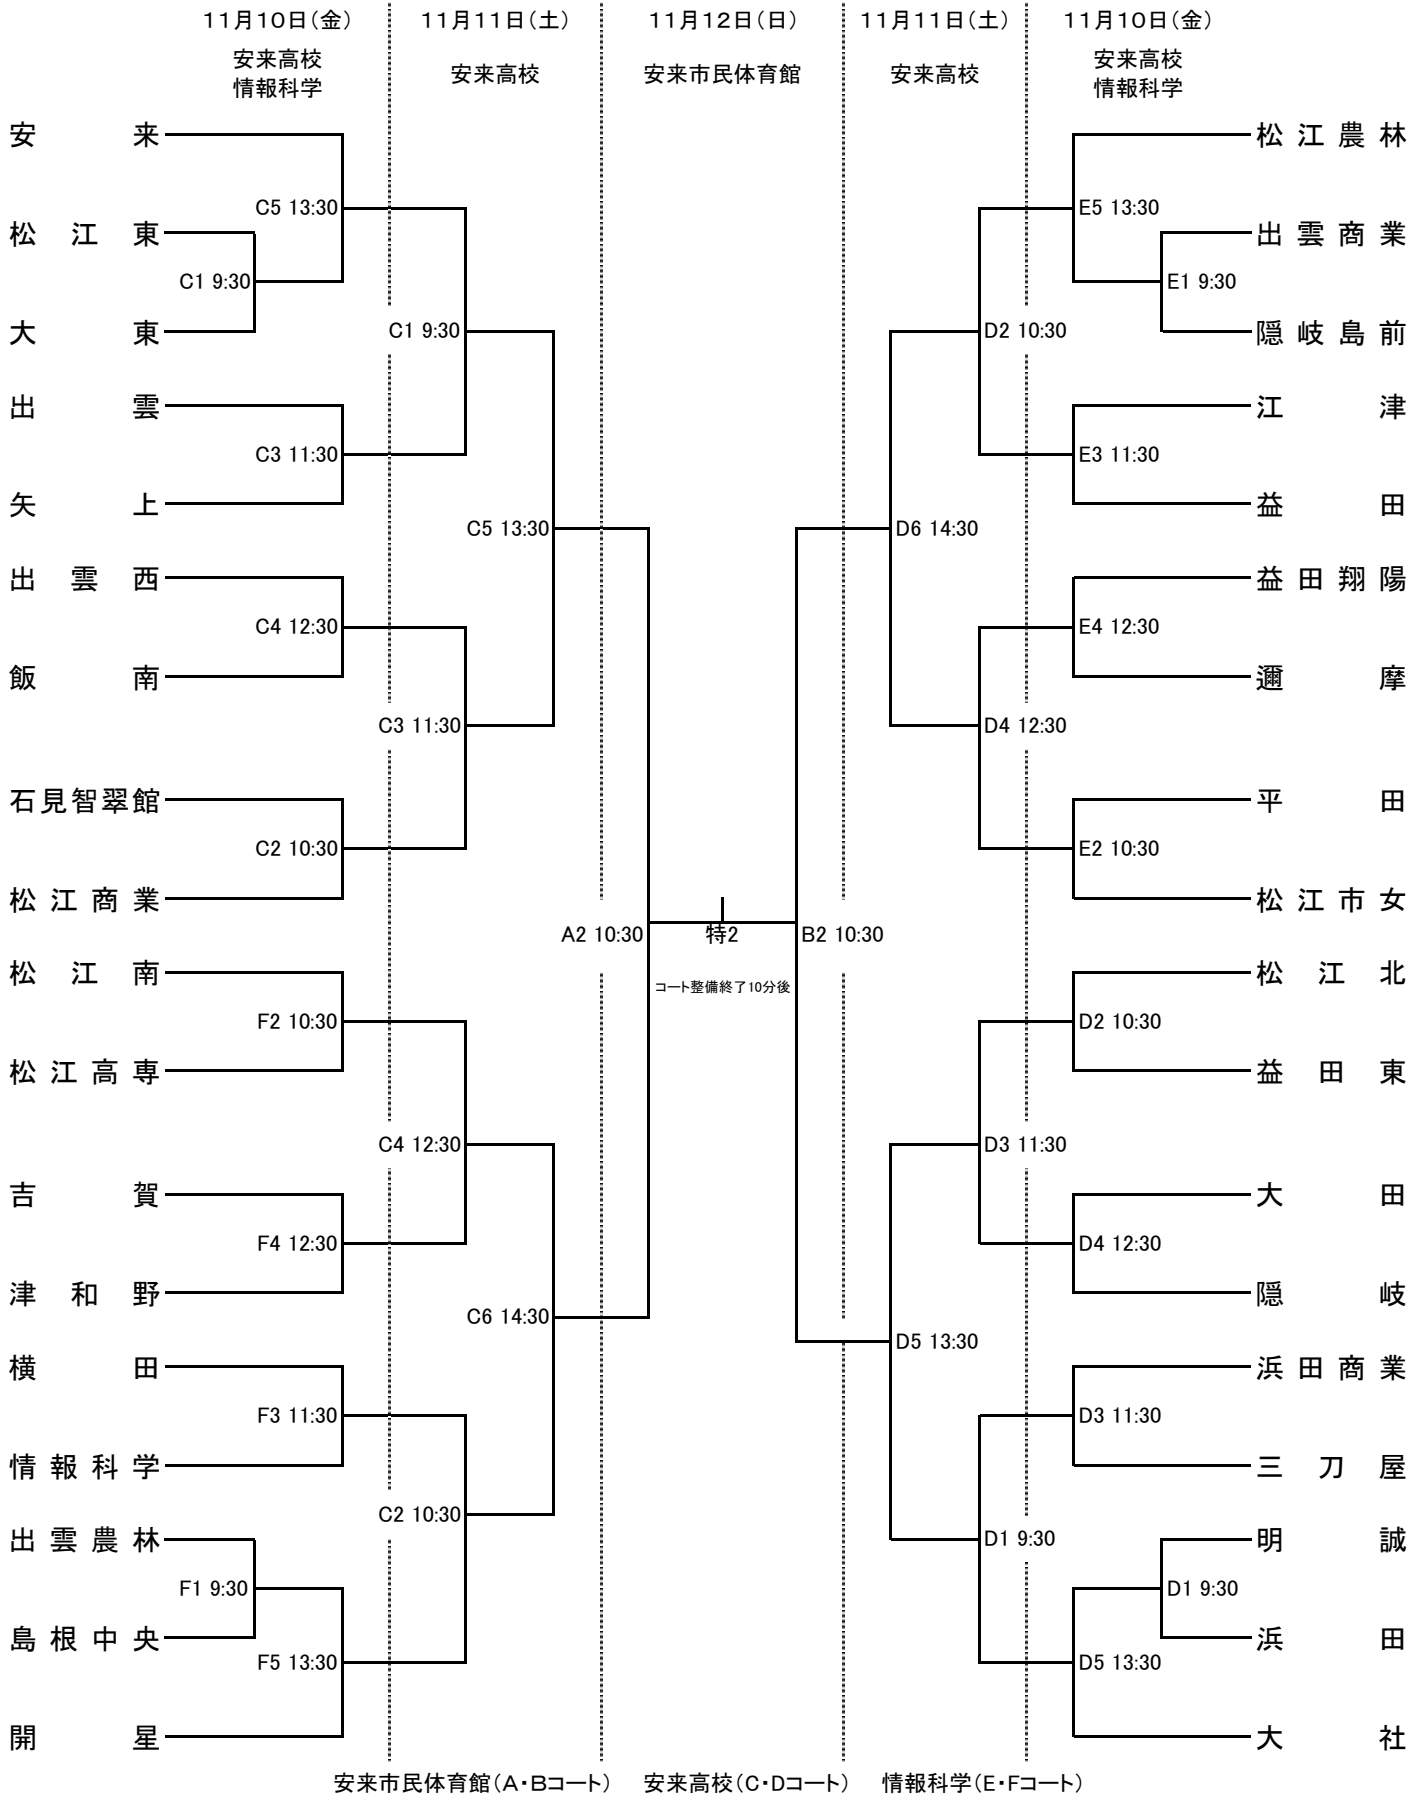 11月10日(金) 11月11日(土) 11月12日(日) 11月11日(土) 11月10日(金)
安来高校 安来高校
安来高校 安来市民体育館 安来高校
情報科学 情報科学
安来 松江農林
C5 13:30 E5 13:30
松江東 出雲商業
C1 9:30 E1 9:30
大東 C1 9:30 D2 10:30 隠岐島前
出雲 江津
C3 11:30 E3 11:30
矢上 益田
C5 13:30 D6 14:30
出雲西 益田翔陽
C4 12:30 E4 12:30
飯南 邇摩
C3 11:30 D4 12:30
石見智翠館 平田
C2 10:30 E2 10:30
松江商業 松江市女
A2 10:30 特2 B2 10:30
松江南 松江北
コート整備終了10分後
F2 10:30 D2 10:30
松江高専 益田東
C4 12:30 D3 11:30
吉賀 大田
F4 12:30 D4 12:30
津和野 隠岐
C6 14:30 D5 13:30
横田 浜田商業
F3 11:30 D3 11:30
情報科学 三刀屋
C2 10:30
出雲農林 D1 9:30 明誠
F1 9:30 D1 9:30
島根中央 浜田
F5 13:30 D5 13:30
開星 大社
安来市民体育館(A・Bコート) 安来高校(C・Dコート) 情報科学(E・Fコート)